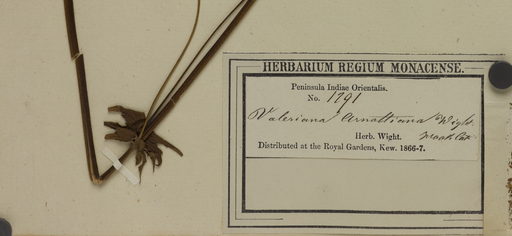 HERBARIUM REGIUM MONACENSE.
Peninsula Indiae Orientalis.
No. 1791
Valeriana Arnottiana Wight
Herb. Wight.
Distributed at the Royal Gardens, Kew. 1866-7.